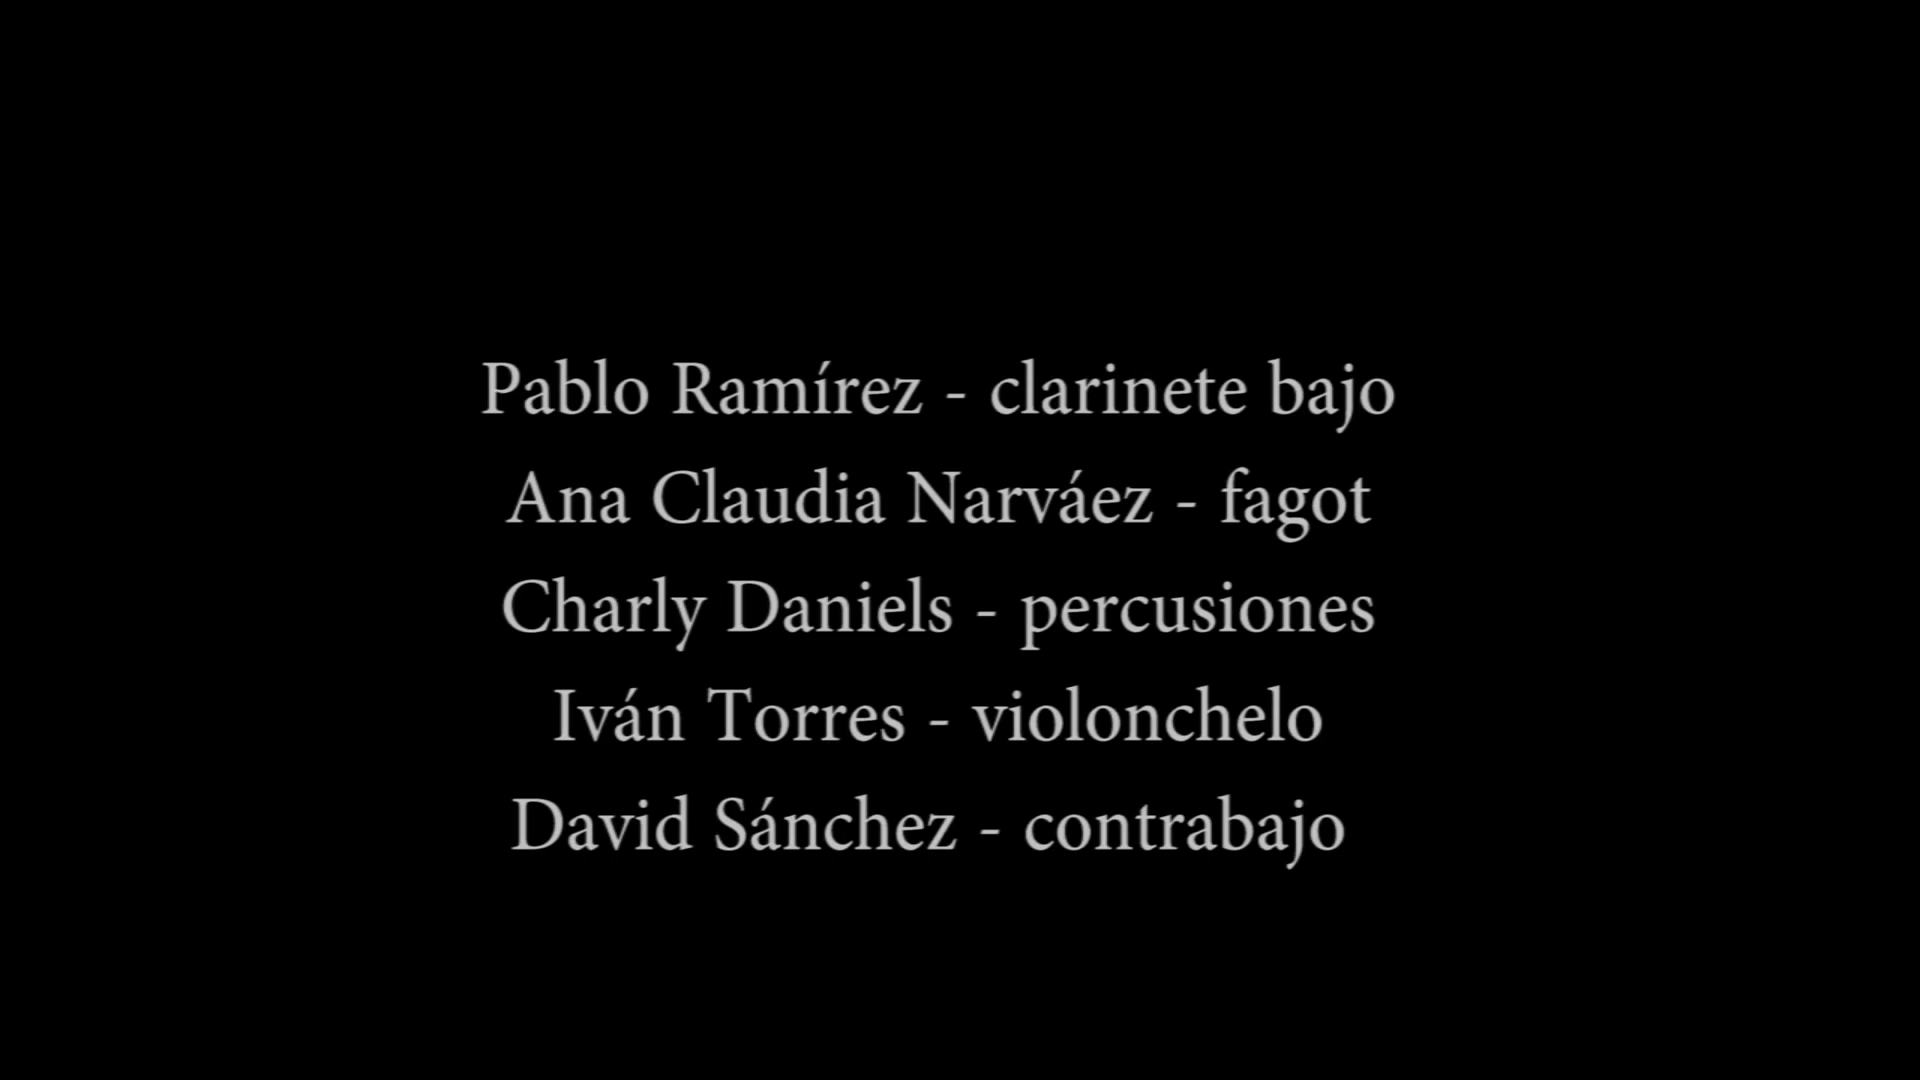 Pablo Ramírez - clarinete bajo
Ana Claudia Narváez - fagot
Charly Daniels - percusiones
Iván Torres - violonchelo
David Sánchez - contrabajo